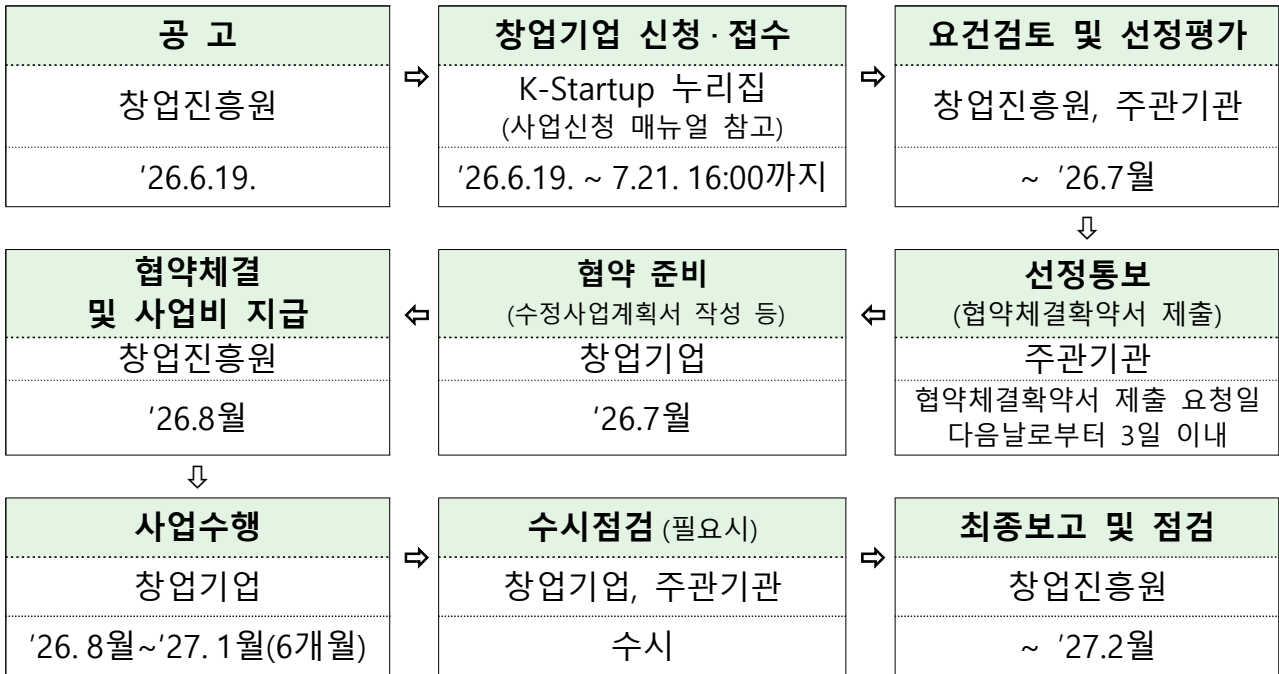 공 고
창업진흥원
'26.6.19.
⇨
창업기업 신청 · 접수
K-Startup 누리집
(사업신청 매뉴얼 참고)
'26.6.19. ~ 7.21. 16:00까지
⇨
요건검토 및 선정평가
창업진흥원, 주관기관
~ '26.7월
⇩
선정통보
(협약체결확약서 제출)
주관기관
협약체결확약서 제출 요청일
다음날로부터 3일 이내
⇦
협약 준비
(수정사업계획서 작성 등)
창업기업
'26.7월
⇦
협약체결
및 사업비 지급
창업진흥원
'26.8월
⇩
사업수행
창업기업
'26. 8월~'27. 1월(6개월)
⇨
수시점검 (필요시)
창업기업, 주관기관
수시
⇨
최종보고 및 점검
창업진흥원
~ '27.2월